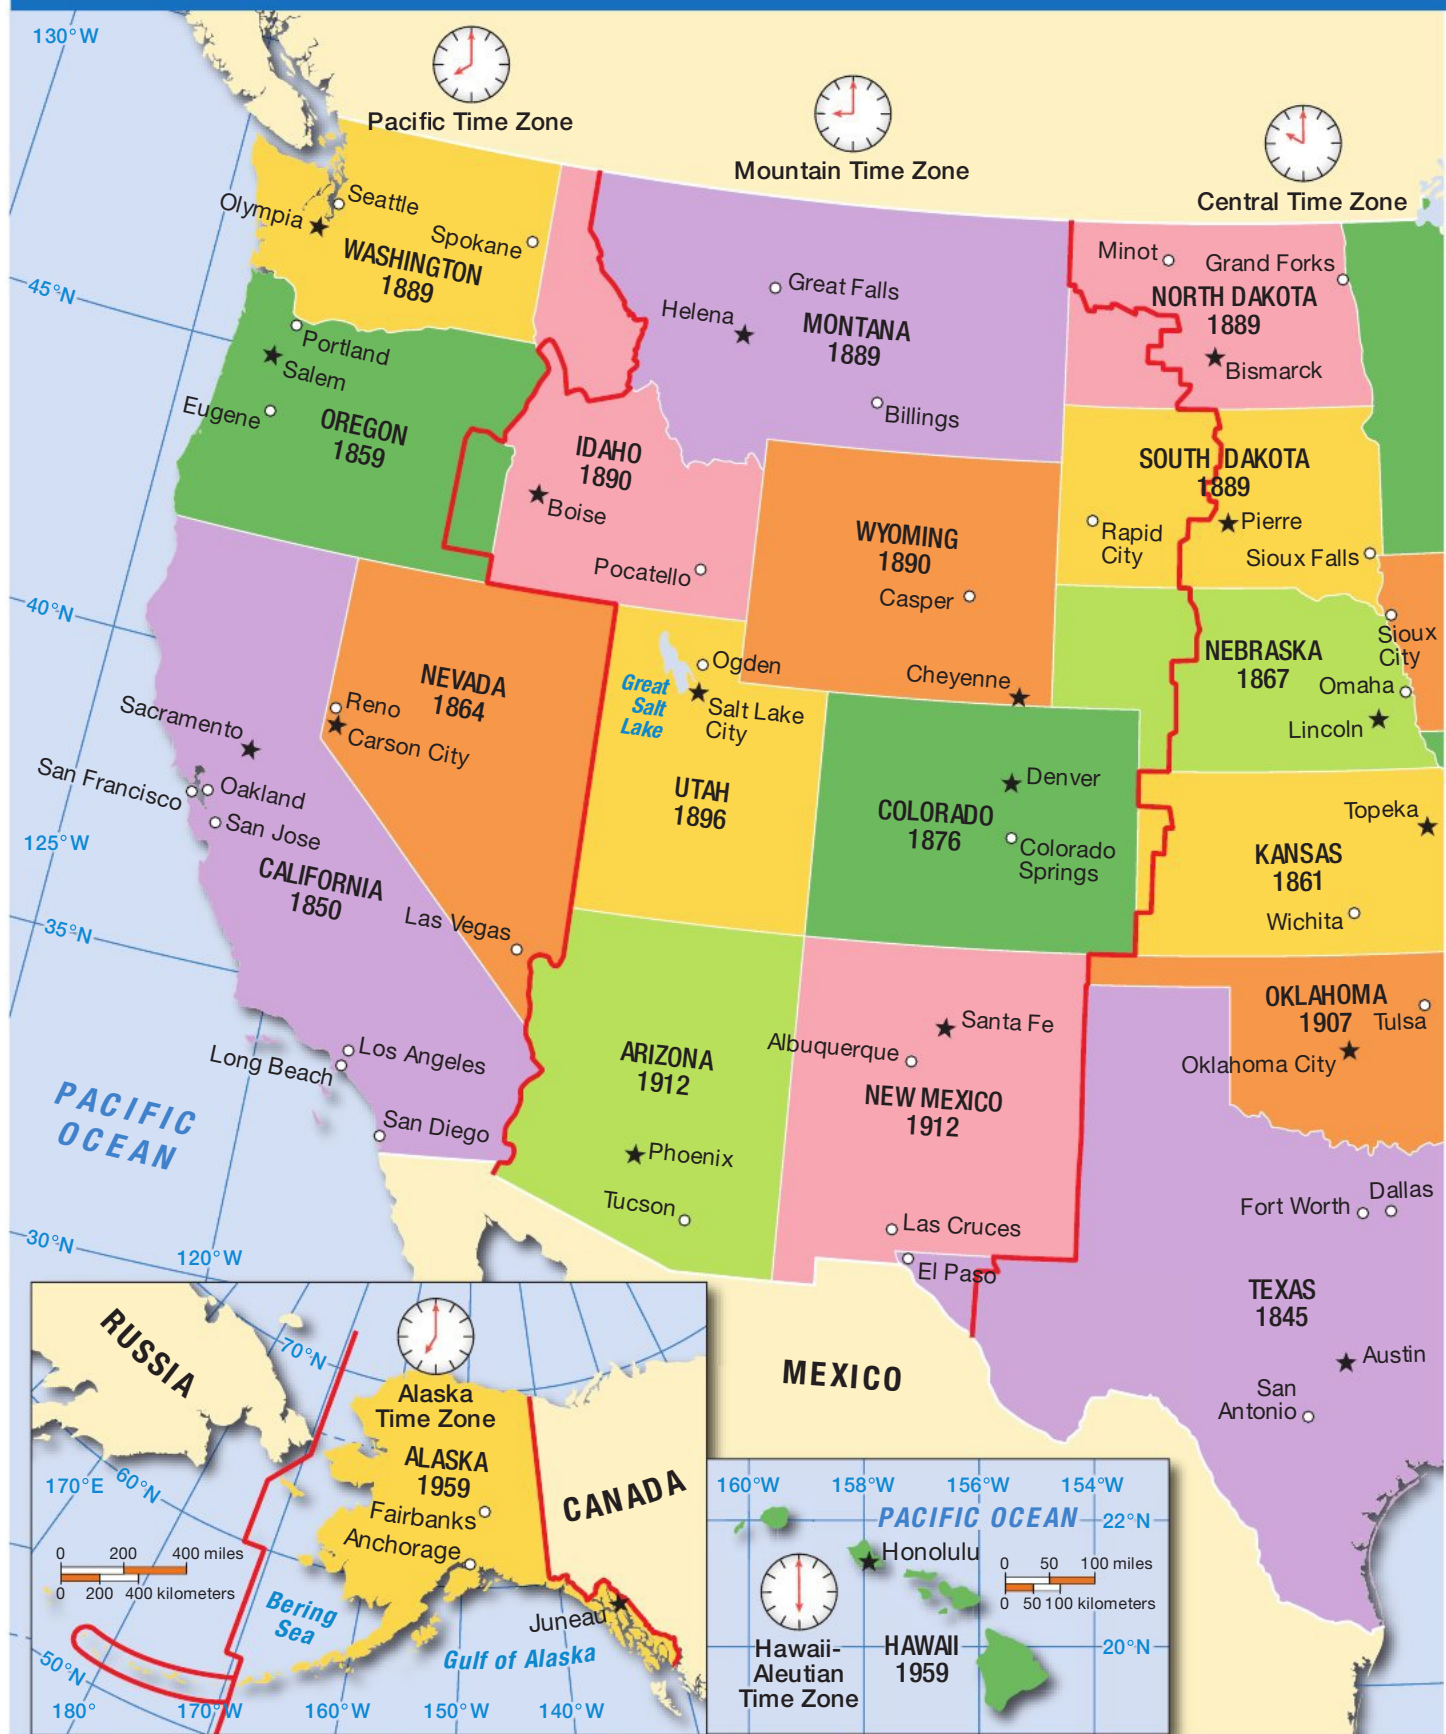 130°W
Pacific Time Zone
Mountain Time Zone
Central Time Zone
Seattle
Olympia
Spokane
WASHINGTON
1889
45°N
Portland
Salem
Eugene
OREGON
1859
Great Falls
Helena
MONTANA
1889
Billings
Minot
Grand Forks
NORTH DAKOTA
1889
Bismarck
IDAHO
1890
Boise
Pocatello
WYOMING
1890
Casper
Cheyenne
SOUTH DAKOTA
1889
Rapid
City
Pierre
Sioux Falls
40°N
NEVADA
1864
Reno
Carson City
Las Vegas
Great
Salt
Lake
Ogden
Salt Lake
City
UTAH
1896
NEBRASKA
1867
Sioux
City
Omaha
Lincoln
Sacramento
San Francisco
Oakland
San Jose
125°W
CALIFORNIA
1850
35°N
Denver
COLORADO
1876
Colorado
Springs
Topeka
KANSAS
1861
Wichita
Los Angeles
Long Beach
San Diego
PACIFIC
OCEAN
ARIZONA
1912
Phoenix
Tucson
Santa Fe
Albuquerque
NEW MEXICO
1912
Las Cruces
El Paso
OKLAHOMA
1907
Tulsa
Oklahoma City
Fort Worth
Dallas
TEXAS
1845
Austin
San
Antonio
30°N
120°W
MEXICO
RUSSIA
70°N
Alaska
Time Zone
ALASKA
1959
Fairbanks
Anchorage
CANADA
170°E
60°N
0 200 400 miles
0 200 400 kilometers
Bering
Sea
Juneau
Gulf of Alaska
50°N
180°
170°W
160°W
150°W
140°W
160°W
158°W
156°W
154°W
PACIFIC OCEAN
22°N
Honolulu
0 50 100 miles
0 50 100 kilometers
Hawaii-
Aleutian
Time Zone
HAWAII
1959
20°N